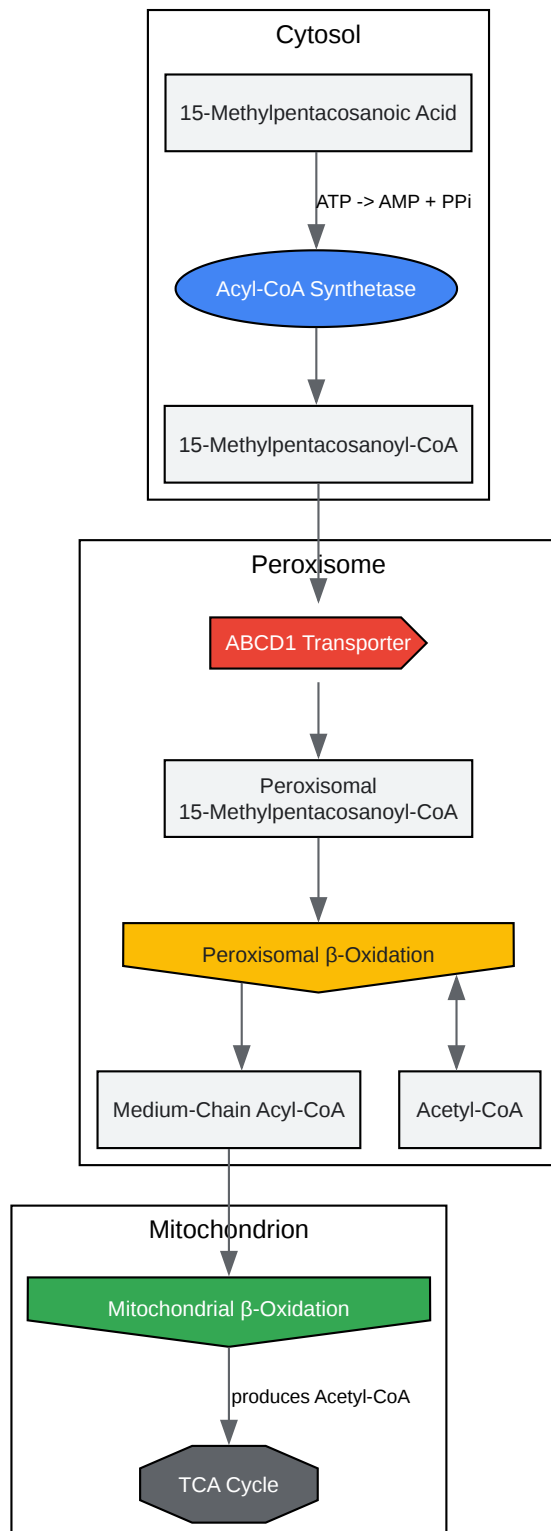 Cytosol
15-Methylpentacosanoic Acid
ATP -> AMP + PPi
Acyl-CoA Synthetase
15-Methylpentacosanoyl-CoA
Peroxisome
ABCD1 Transporter
Peroxisomal
15-Methylpentacosanoyl-CoA
Peroxisomal β-Oxidation
Medium-Chain Acyl-CoA
Acetyl-CoA
Mitochondrion
Mitochondrial β-Oxidation
produces Acetyl-CoA
TCA Cycle